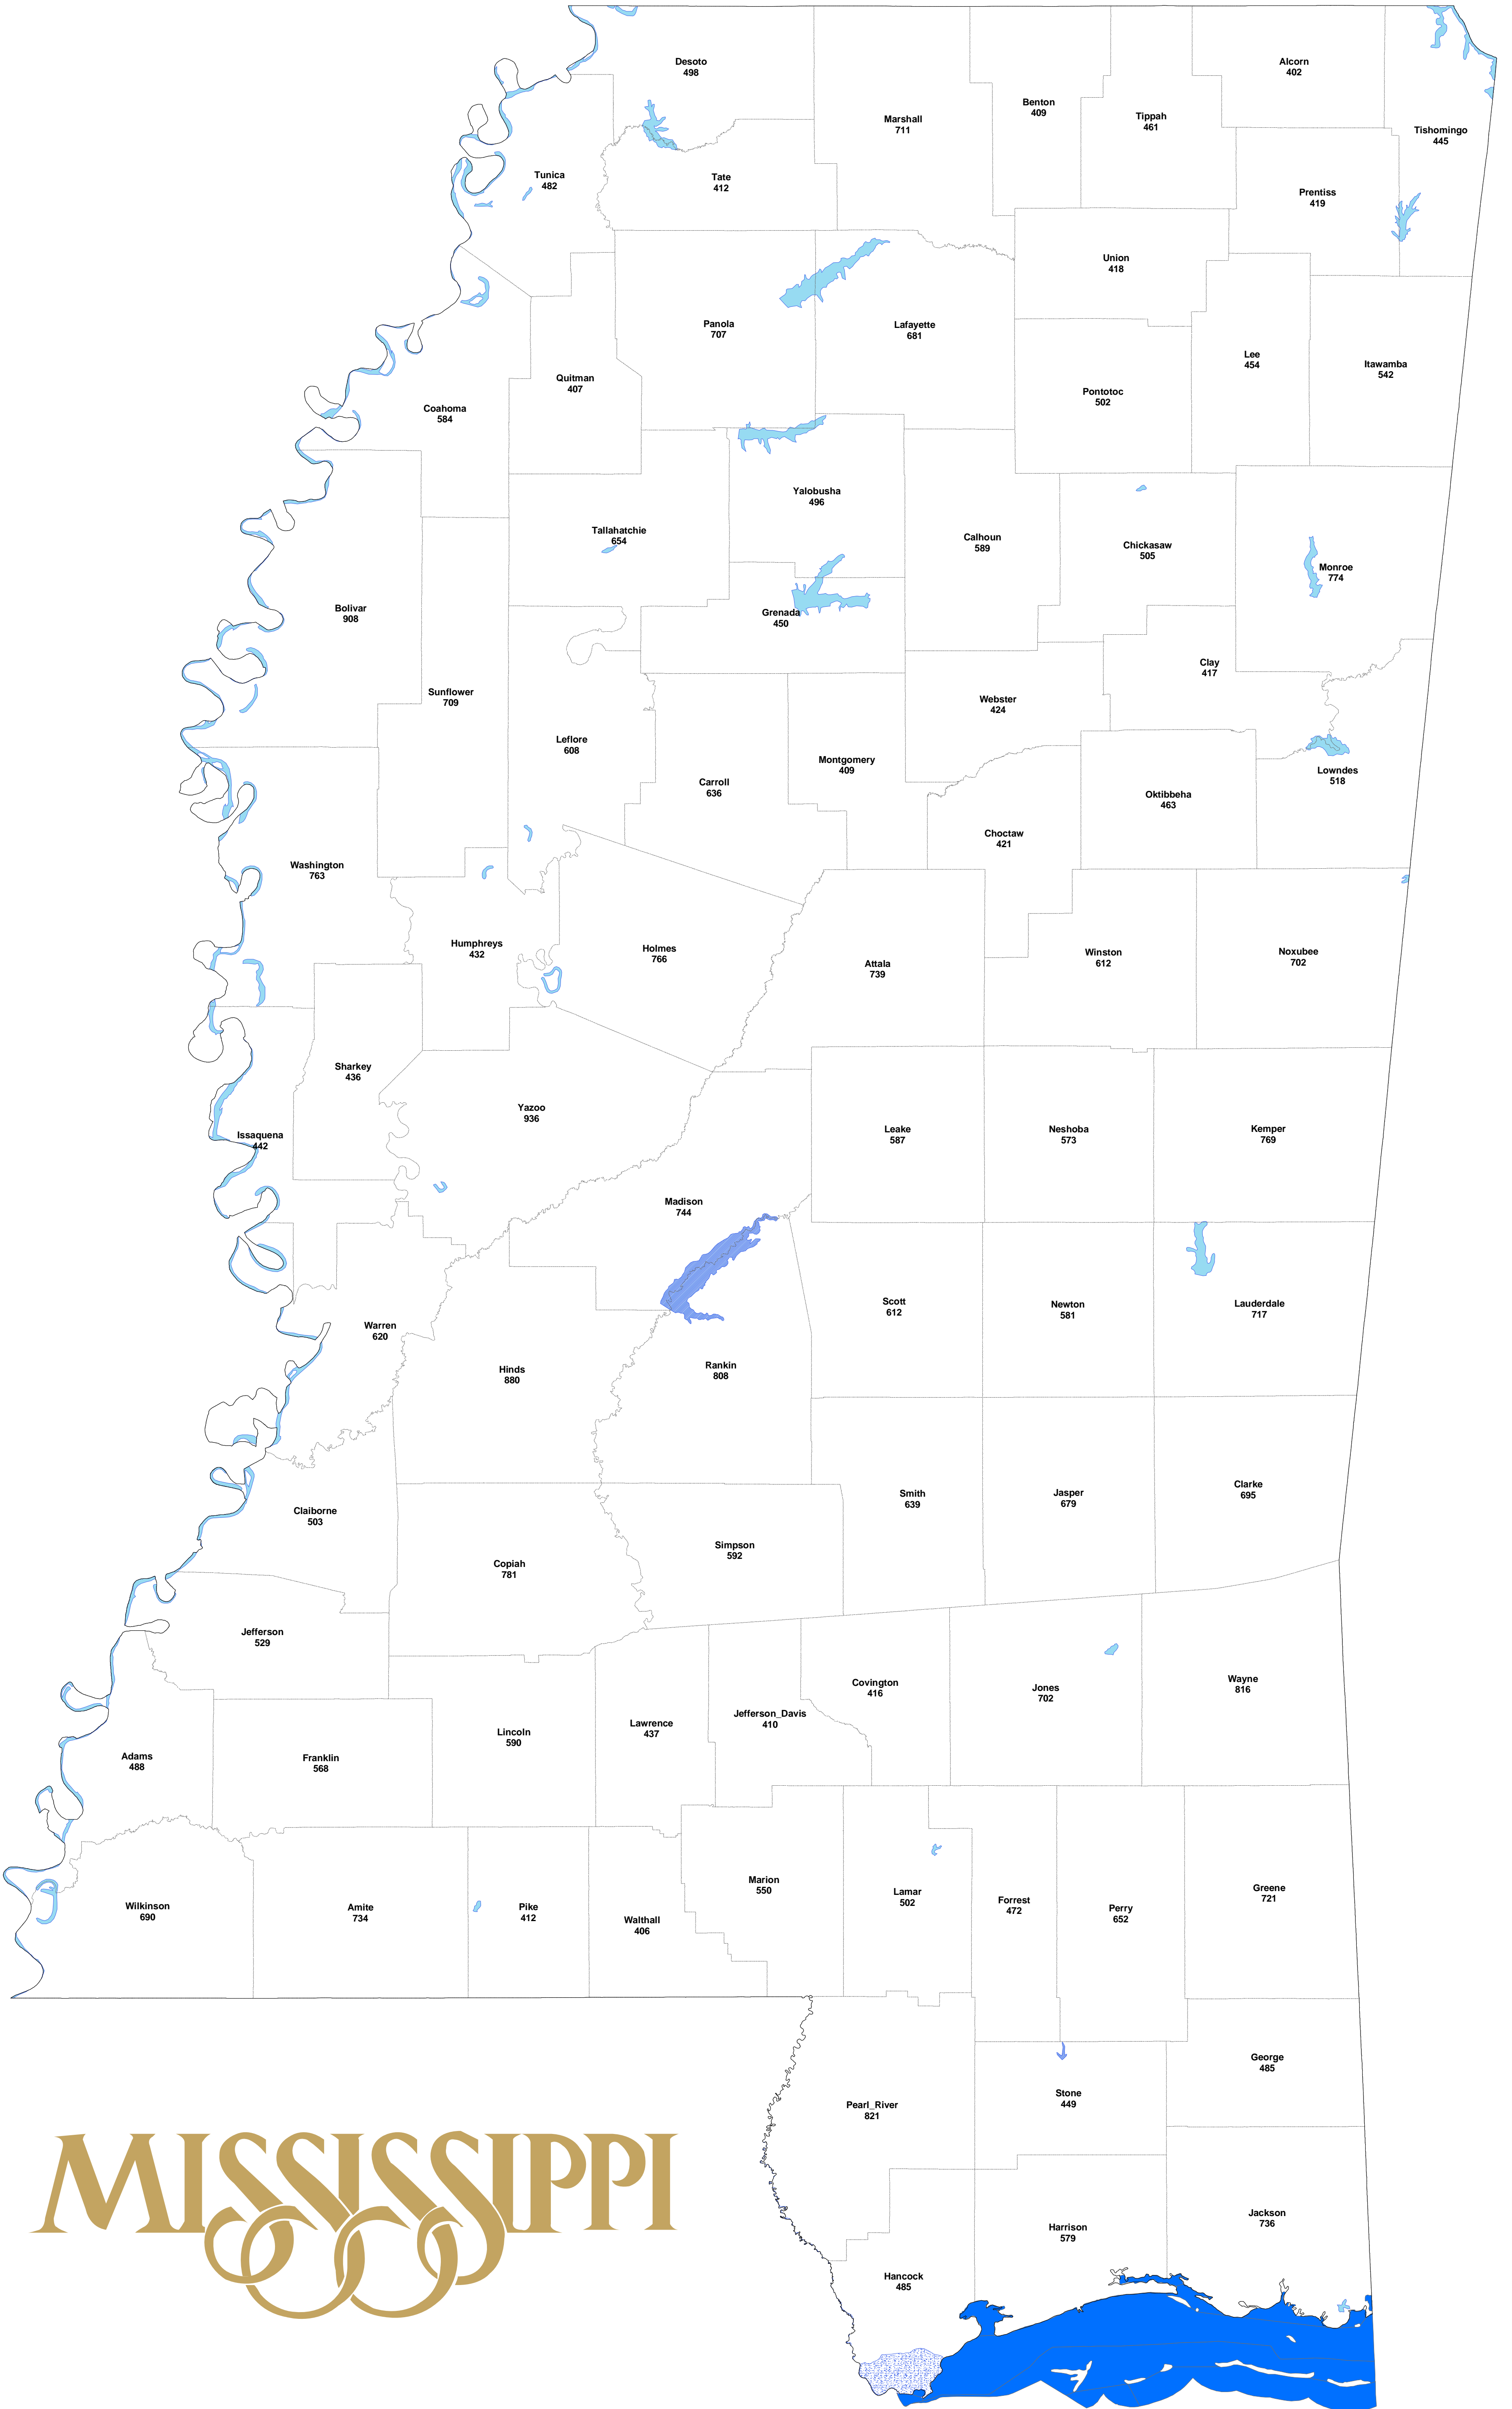 Desoto
498
Alcorn
402
Marshall
711
Benton
409
Tippah
461
Tishomingo
445
Tunica
482
Tate
412
Prentiss
419
Union
418
Panola
707
Lafayette
681
Lee
454
Itawamba
542
Quitman
407
Pontotoc
502
Coahoma
584
Yalobusha
496
Tallahatchie
654
Calhoun
589
Chickasaw
505
Monroe
774
Bolivar
908
Grenada
450
Clay
417
Sunflower
709
Webster
424
Leflore
608
Montgomery
409
Carroll
636
Lowndes
518
Oktibbeha
463
Choctaw
421
Washington
763
Humphreys
432
Holmes
766
Attala
739
Winston
612
Noxubee
702
Sharkey
436
Yazoo
936
Issaquena
442
Leake
587
Neshoba
573
Kemper
769
Madison
744
Scott
612
Newton
581
Lauderdale
717
Warren
620
Hinds
880
Rankin
808
Claiborne
503
Smith
639
Jasper
679
Clarke
695
Copiah
781
Simpson
592
Jefferson
529
Covington
416
Jones
702
Wayne
816
Lincoln
590
Lawrence
437
Jefferson_Davis
410
Adams
488
Franklin
568
Wilkinson
690
Amite
734
Pike
412
Walthall
406
Marion
550
Lamar
502
Forrest
472
Perry
652
Greene
721
George
485
Pearl_River
821
Stone
449
MISSISSIPPI
Harrison
579
Jackson
736
Hancock
485